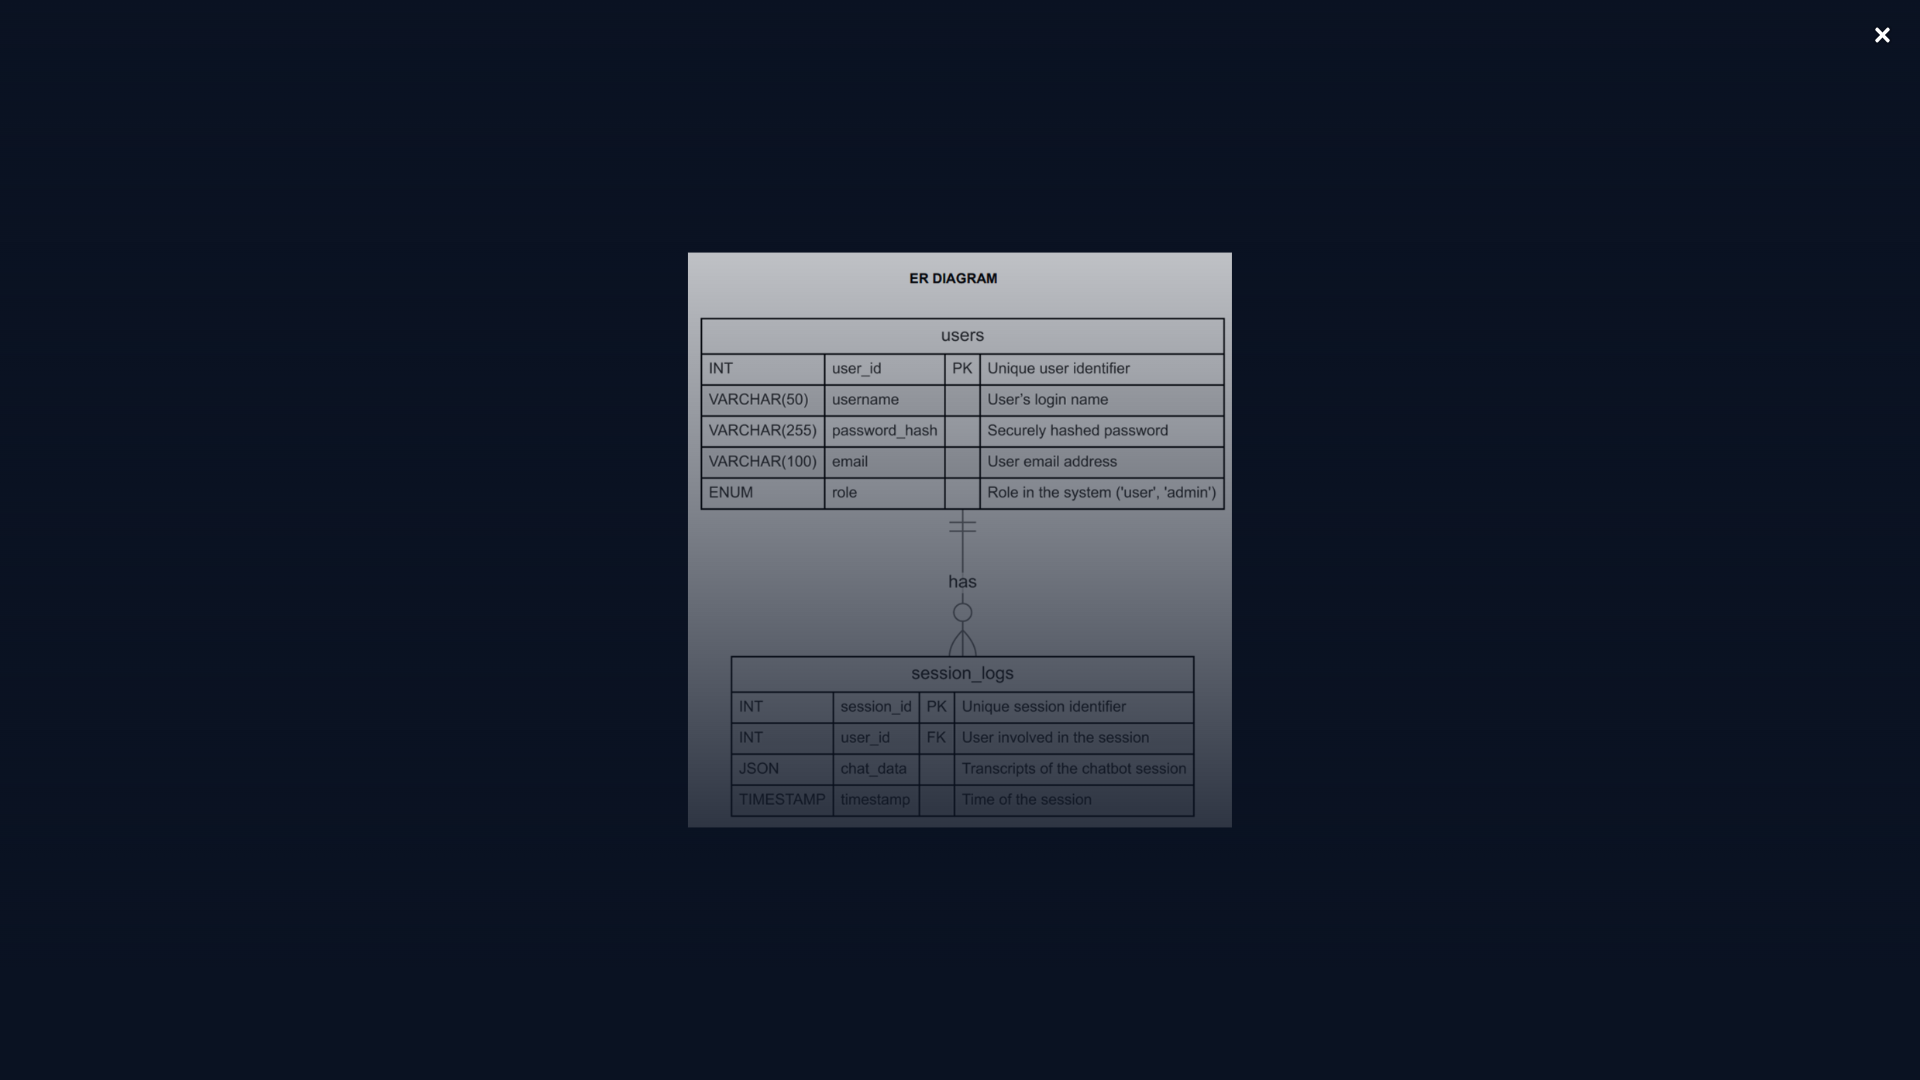 ×
ER DIAGRAM
users
INT user_id PK Unique user identifier
VARCHAR(50) username User's login name
VARCHAR(255) password_hash Securely hashed password
VARCHAR(100) email User email address
ENUM role Role in the system ('user', 'admin')
has
session_logs
INT session_id PK Unique session identifier
INT user_id FK User involved in the session
JSON chat_data Transcripts of the chatbot session
TIMESTAMP timestamp Time of the session